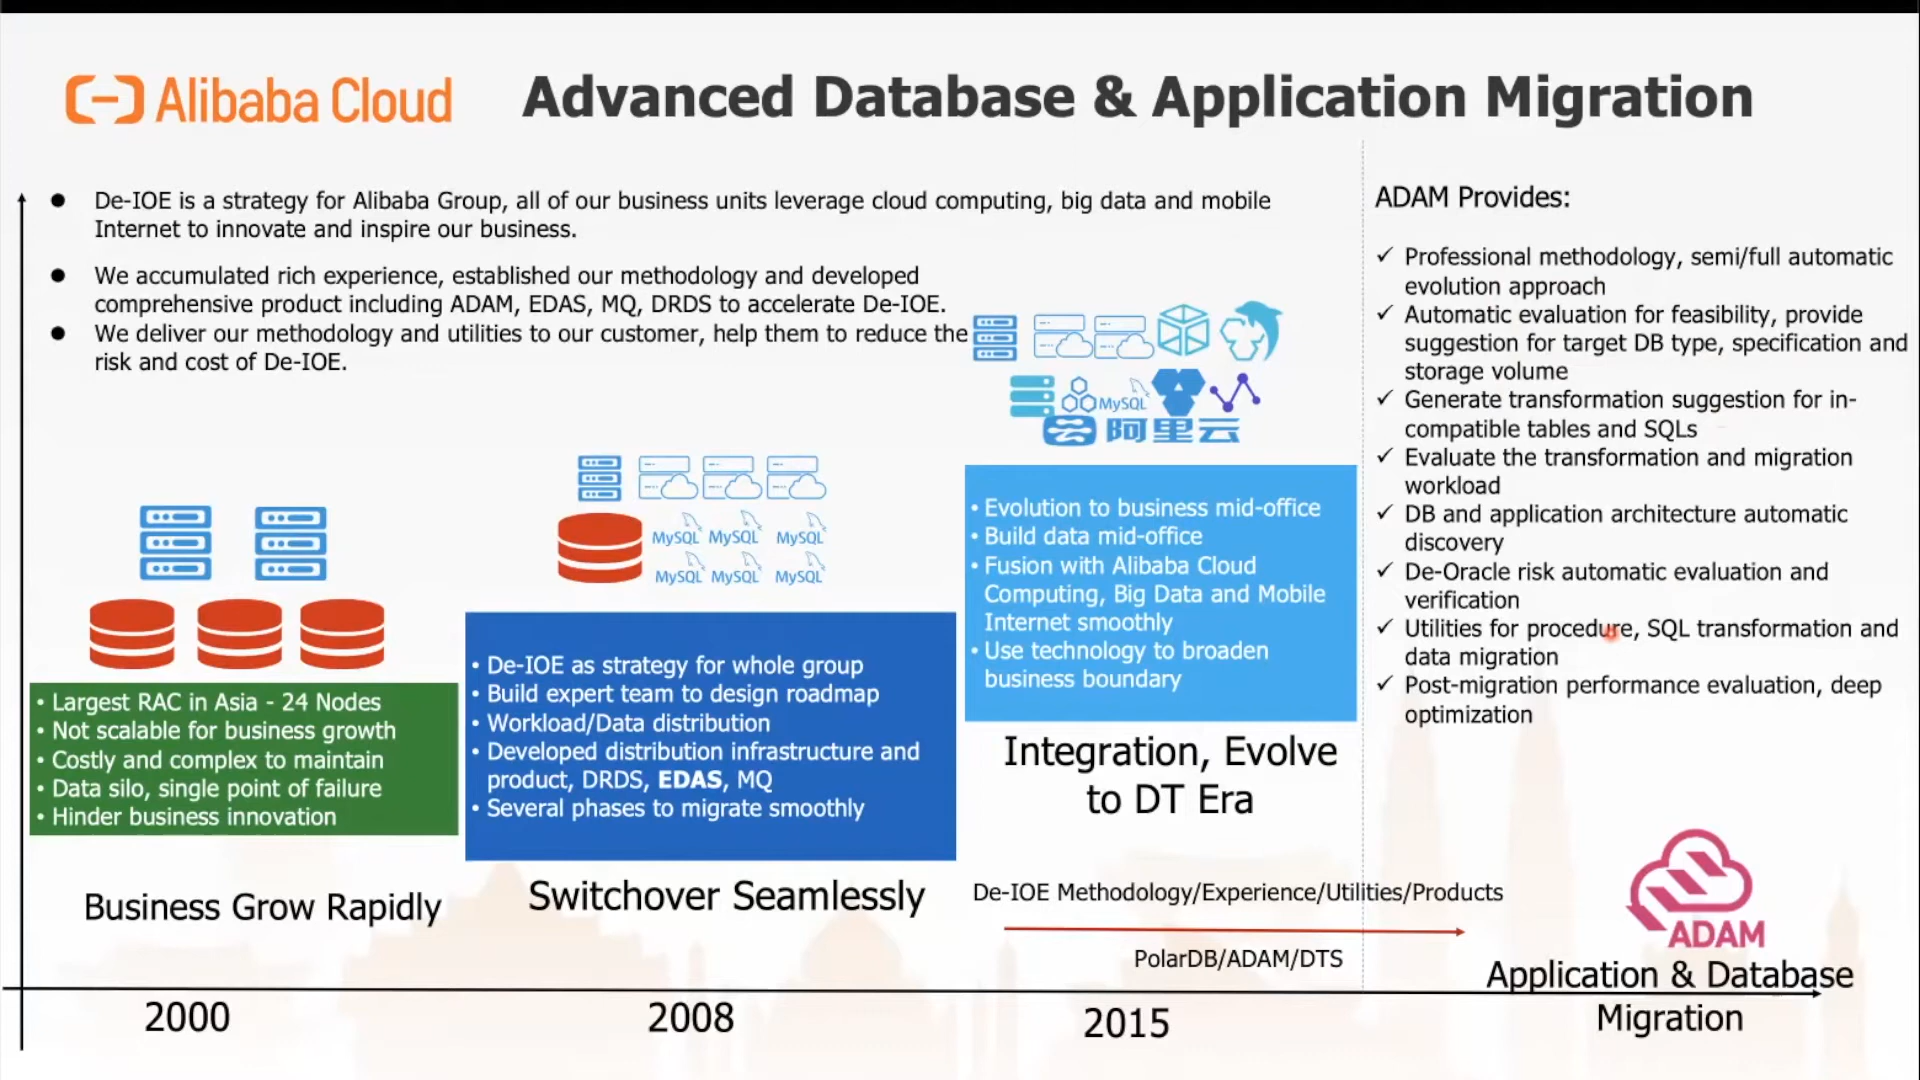 Alibaba Cloud
Advanced Database & Application Migration
● De-IOE is a strategy for Alibaba Group, all of our business units leverage cloud computing, big data and mobile
Internet to innovate and inspire our business.
● We accumulated rich experience, established our methodology and developed
comprehensive product including ADAM, EDAS, MQ, DRDS to accelerate De-IOE.
● We deliver our methodology and utilities to our customer, help them to reduce the
risk and cost of De-IOE.
• Largest RAC in Asia - 24 Nodes
• Not scalable for business growth
• Costly and complex to maintain
• Data silo, single point of failure
• Hinder business innovation
Business Grow Rapidly
MySQL MySQL MySQL
MySQL MySQL MySQL
• De-IOE as strategy for whole group
• Build expert team to design roadmap
• Workload/Data distribution
• Developed distribution infrastructure and
product, DRDS, EDAS, MQ
• Several phases to migrate smoothly
Switchover Seamlessly
MySQL
阿里云
• Evolution to business mid-office
• Build data mid-office
• Fusion with Alibaba Cloud
Computing, Big Data and Mobile
Internet smoothly
• Use technology to broaden
business boundary
Integration, Evolve
to DT Era
De-IOE Methodology/Experience/Utilities/Products
PolarDB/ADAM/DTS
ADAM Provides:
✓ Professional methodology, semi/full automatic
evolution approach
✓ Automatic evaluation for feasibility, provide
suggestion for target DB type, specification and
storage volume
✓ Generate transformation suggestion for in-
compatible tables and SQLs
✓ Evaluate the transformation and migration
workload
✓ DB and application architecture automatic
discovery
✓ De-Oracle risk automatic evaluation and
verification
✓ Utilities for procedure, SQL transformation and
data migration
✓ Post-migration performance evaluation, deep
optimization
ADAM
Application & Database
Migration
2000
2008
2015